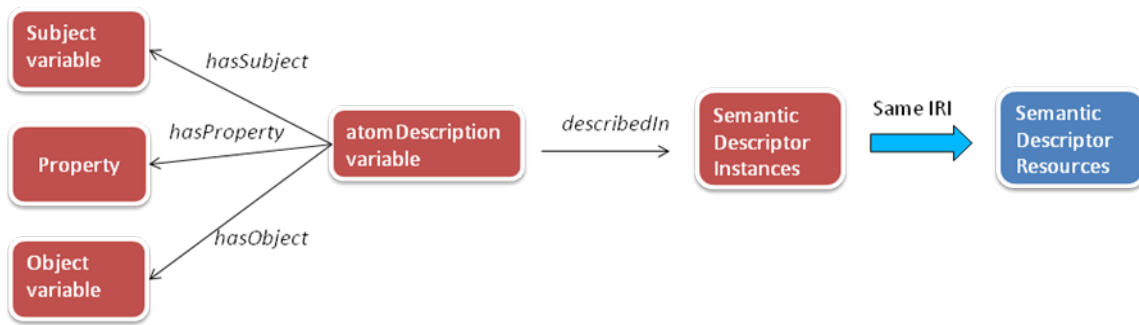 Subject
variable
hasSubject
hasProperty
Property
hasObject
Object
variable
atomDescription
variable
describedIn
Semantic
Descriptor
Instances
Same IRI
Semantic
Descriptor
Resources